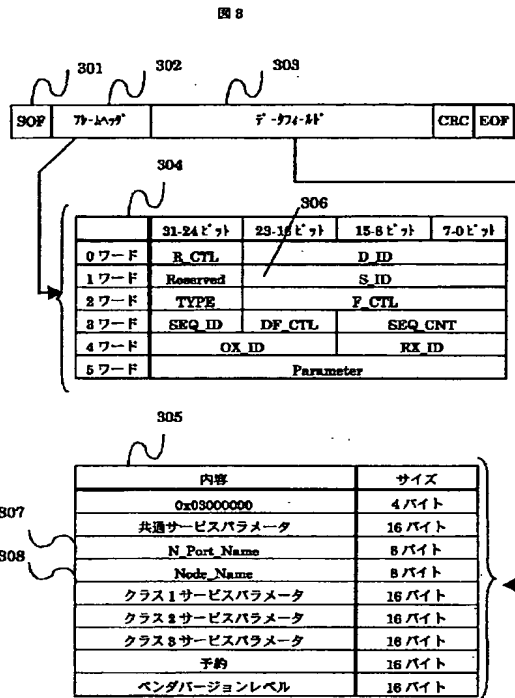 図 3
301 302 303
SOF ﾌﾚｰﾑﾍｯﾀﾞ ﾃﾞｰﾀﾌｨｰﾙﾄﾞ CRC EOF
304
306
31-24ﾋﾞｯﾄ 23-16ﾋﾞｯﾄ 15-8ﾋﾞｯﾄ 7-0ﾋﾞｯﾄ
0ワード R_CTL D_ID
1ワード Reserved S_ID
2ワード TYPE F_CTL
3ワード SEQ_ID DF_CTL SEQ_CNT
4ワード OX_ID RX_ID
5ワード Parameter
305
内容 サイズ
0x03000000 4バイト
共通サービスパラメータ 16バイト
307
N_Port_Name 8バイト
308
Node_Name 8バイト
クラス1サービスパラメータ 16バイト
クラス2サービスパラメータ 16バイト
クラス3サービスパラメータ 16バイト
予約 16バイト
ベンダバージョンレベル 16バイト